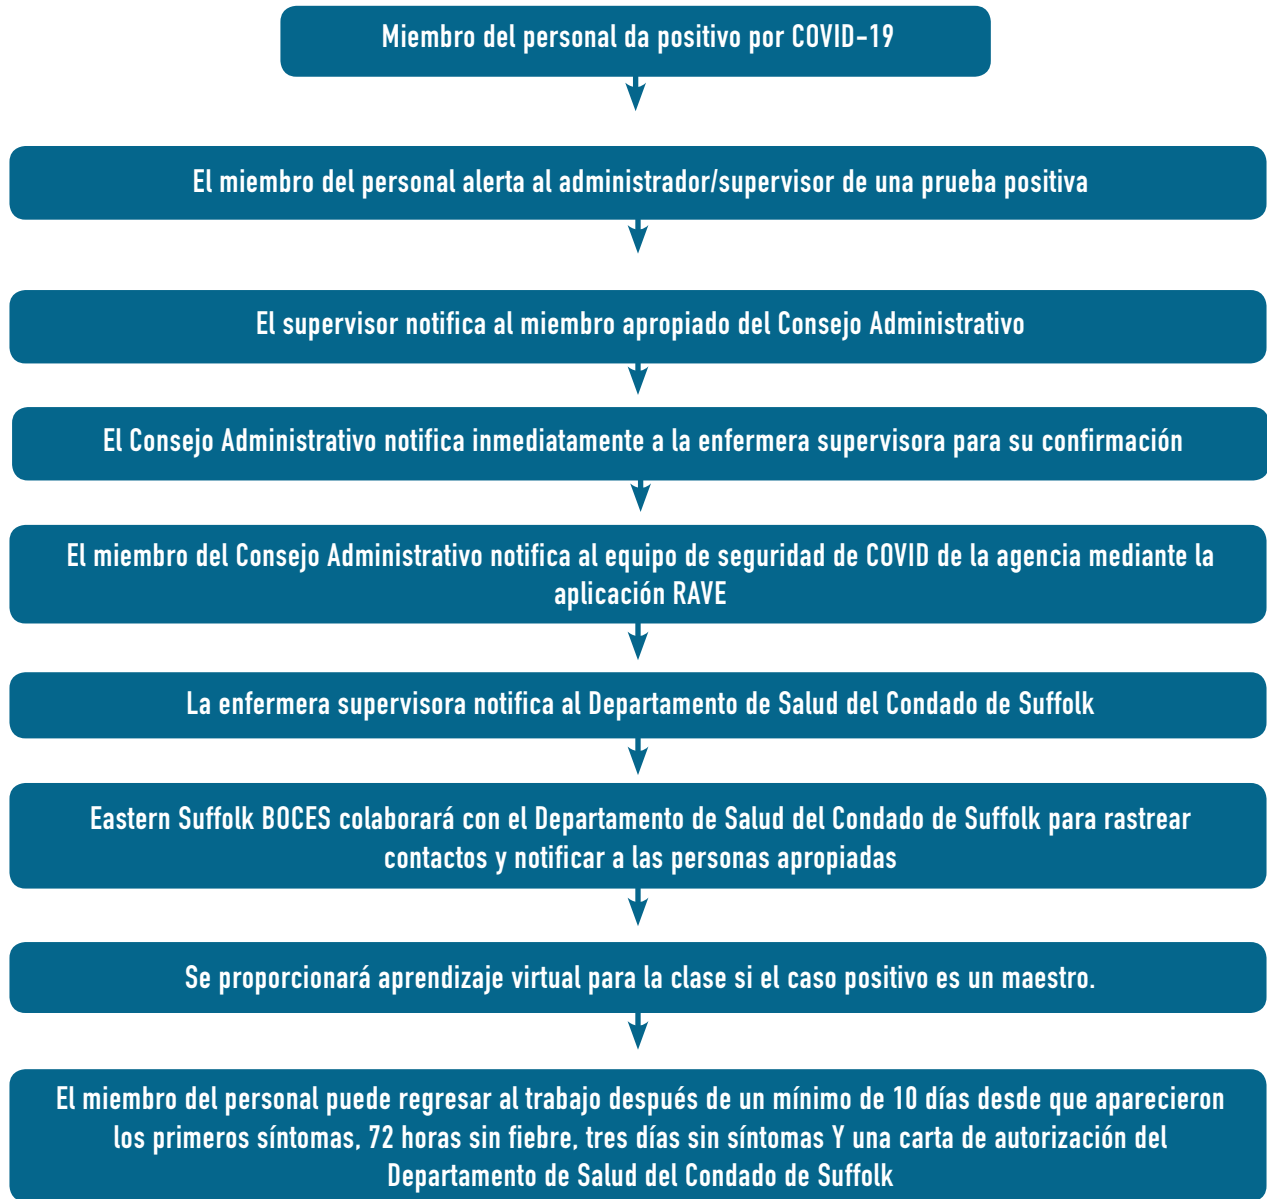 Miembro del personal da positivo por COVID-19
El miembro del personal alerta al administrador/supervisor de una prueba positiva
El supervisor notifica al miembro apropiado del Consejo Administrativo
El Consejo Administrativo notifica inmediatamente a la enfermera supervisora para su confirmación
El miembro del Consejo Administrativo notifica al equipo de seguridad de COVID de la agencia mediante la
aplicación RAVE
La enfermera supervisora notifica al Departamento de Salud del Condado de Suffolk
Eastern Suffolk BOCES colaborará con el Departamento de Salud del Condado de Suffolk para rastrear
contactos y notificar a las personas apropiadas
Se proporcionará aprendizaje virtual para la clase si el caso positivo es un maestro.
El miembro del personal puede regresar al trabajo después de un mínimo de 10 días desde que aparecieron
los primeros síntomas, 72 horas sin fiebre, tres días sin síntomas Y una carta de autorización del
Departamento de Salud del Condado de Suffolk